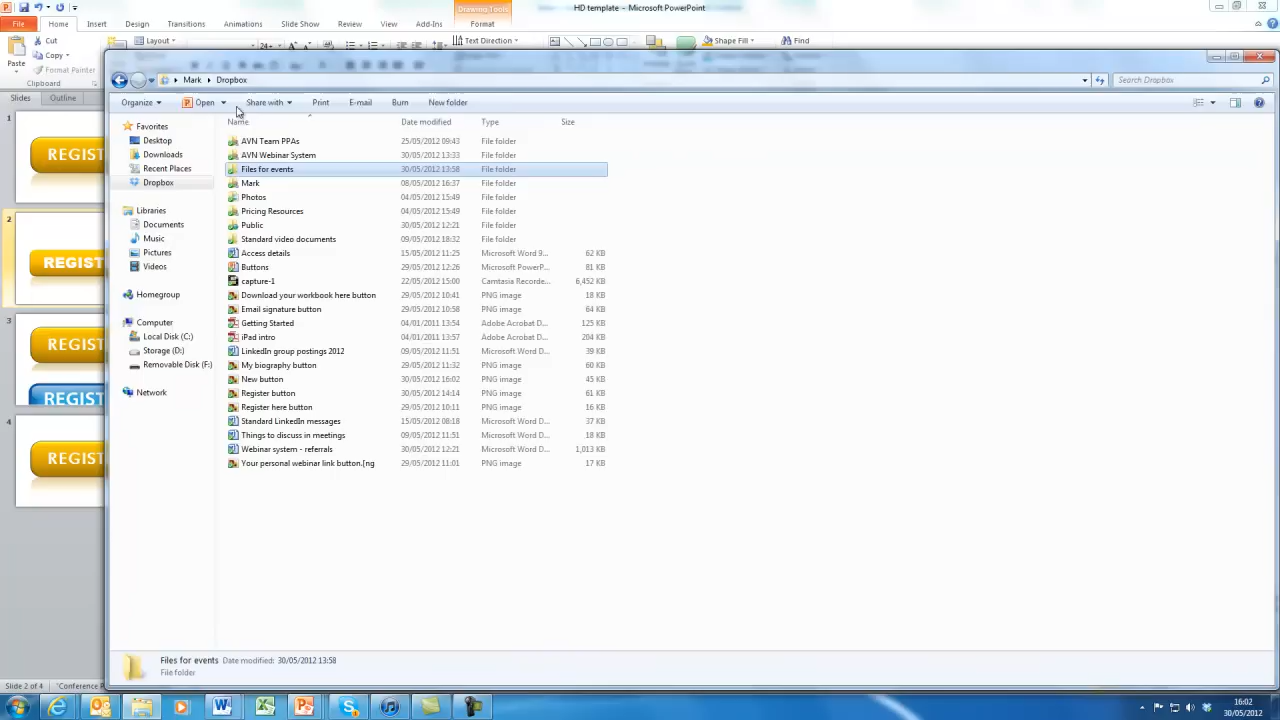 Drawing Tools
HD template - Microsoft PowerPoint
File Home Insert Design Transitions Animations Slide Show Review View Add-Ins Format
Cut Layout 24 Text Direction Shape Fill Find
Paste Copy
Format Painter
Clipboard
Slides Outline
Mark Dropbox Search Dropbox
Organize Open Share with Print E-mail Burn New folder
Name Date modified Type Size
Favorites
Desktop
Downloads
Recent Places
Dropbox
Libraries
Documents
Music
Pictures
Videos
Homegroup
Computer
Local Disk (C:)
Storage (D:)
Removable Disk (F:)
Network
AVN Team PPAs 25/05/2012 09:43 File folder
AVN Webinar System 30/05/2012 13:33 File folder
Files for events 30/05/2012 13:58 File folder
Mark 08/05/2012 16:37 File folder
Photos 04/05/2012 15:49 File folder
Pricing Resources 04/05/2012 15:49 File folder
Public 30/05/2012 12:21 File folder
Standard video documents 09/05/2012 18:32 File folder
Access details 15/05/2012 11:25 Microsoft Word 9... 62 KB
Buttons 29/05/2012 12:26 Microsoft PowerP... 81 KB
capture-1 22/05/2012 15:00 Camtasia Recorde... 6,452 KB
Download your workbook here button 29/05/2012 10:41 PNG image 18 KB
Email signature button 29/05/2012 10:58 PNG image 64 KB
Getting Started 04/01/2011 13:54 Adobe Acrobat D... 125 KB
iPad intro 04/01/2011 13:57 Adobe Acrobat D... 204 KB
LinkedIn group postings 2012 09/05/2012 11:51 Microsoft Word D... 39 KB
My biography button 29/05/2012 11:32 PNG image 60 KB
New button 30/05/2012 16:02 PNG image 45 KB
Register button 30/05/2012 14:14 PNG image 61 KB
Register here button 29/05/2012 10:11 PNG image 16 KB
Standard LinkedIn messages 15/05/2012 08:18 Microsoft Word D... 37 KB
Things to discuss in meetings 09/05/2012 11:51 Microsoft Word D... 18 KB
Webinar system - referrals 30/05/2012 12:21 Microsoft Word D... 1,013 KB
Your personal webinar link button.[ng 29/05/2012 11:01 PNG image 17 KB
1
REGIST
2
REGIST
3
REGIST
REGIST
4
REGIST
Files for events Date modified: 30/05/2012 13:58
File folder
Slide 2 of 4 "Conference P
16:02
30/05/2012